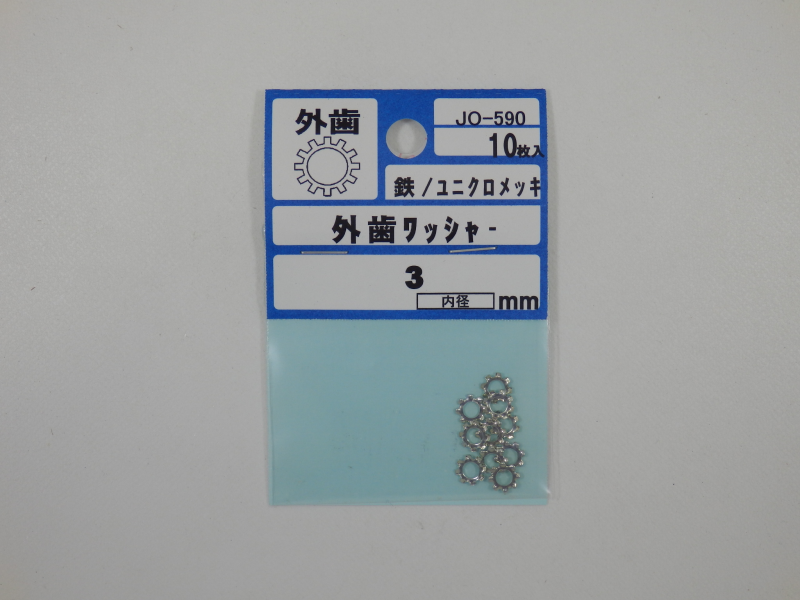 外歯
JO-590
10枚入
鉄/ユニクロメッキ
外歯ワッシャー
3
内径 mm